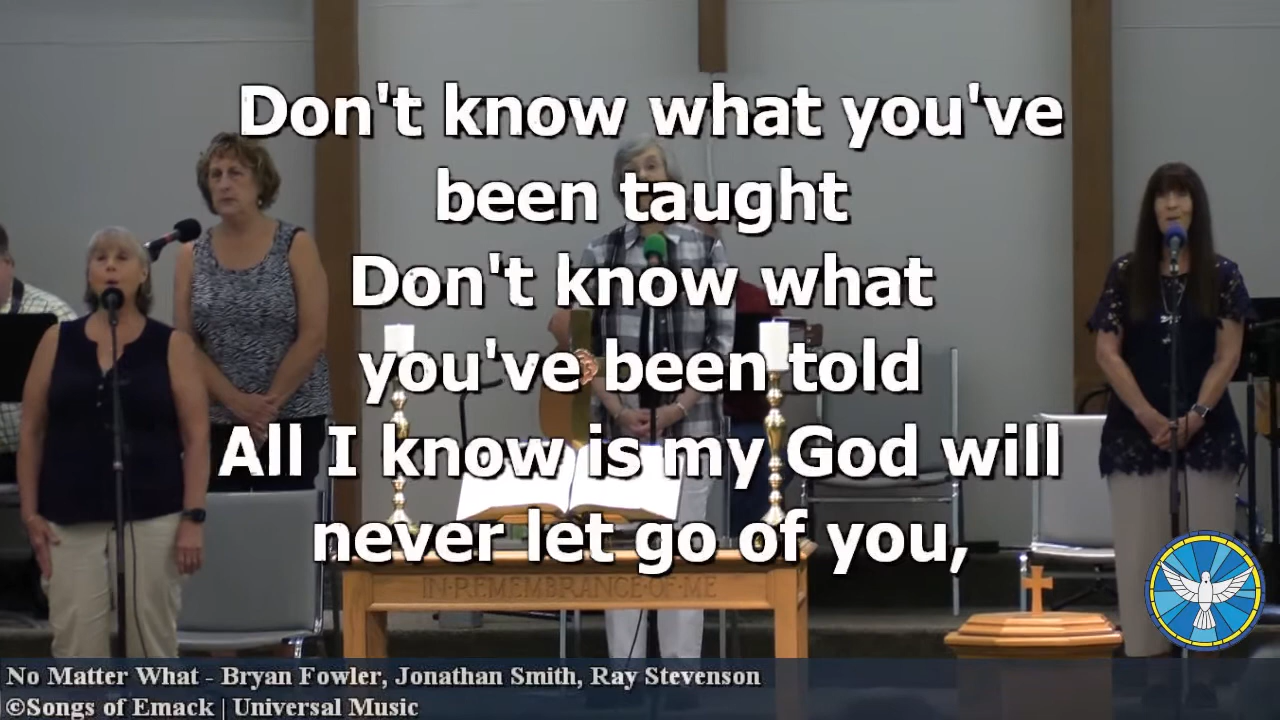 Don't know what you've
been taught
Don't know what
you've been told
All I know is my God will
never let go of you,
IN REMEMBRANCE OF ME
No Matter What - Bryan Fowler, Jonathan Smith, Ray Stevenson
©Songs of Emack | Universal Music